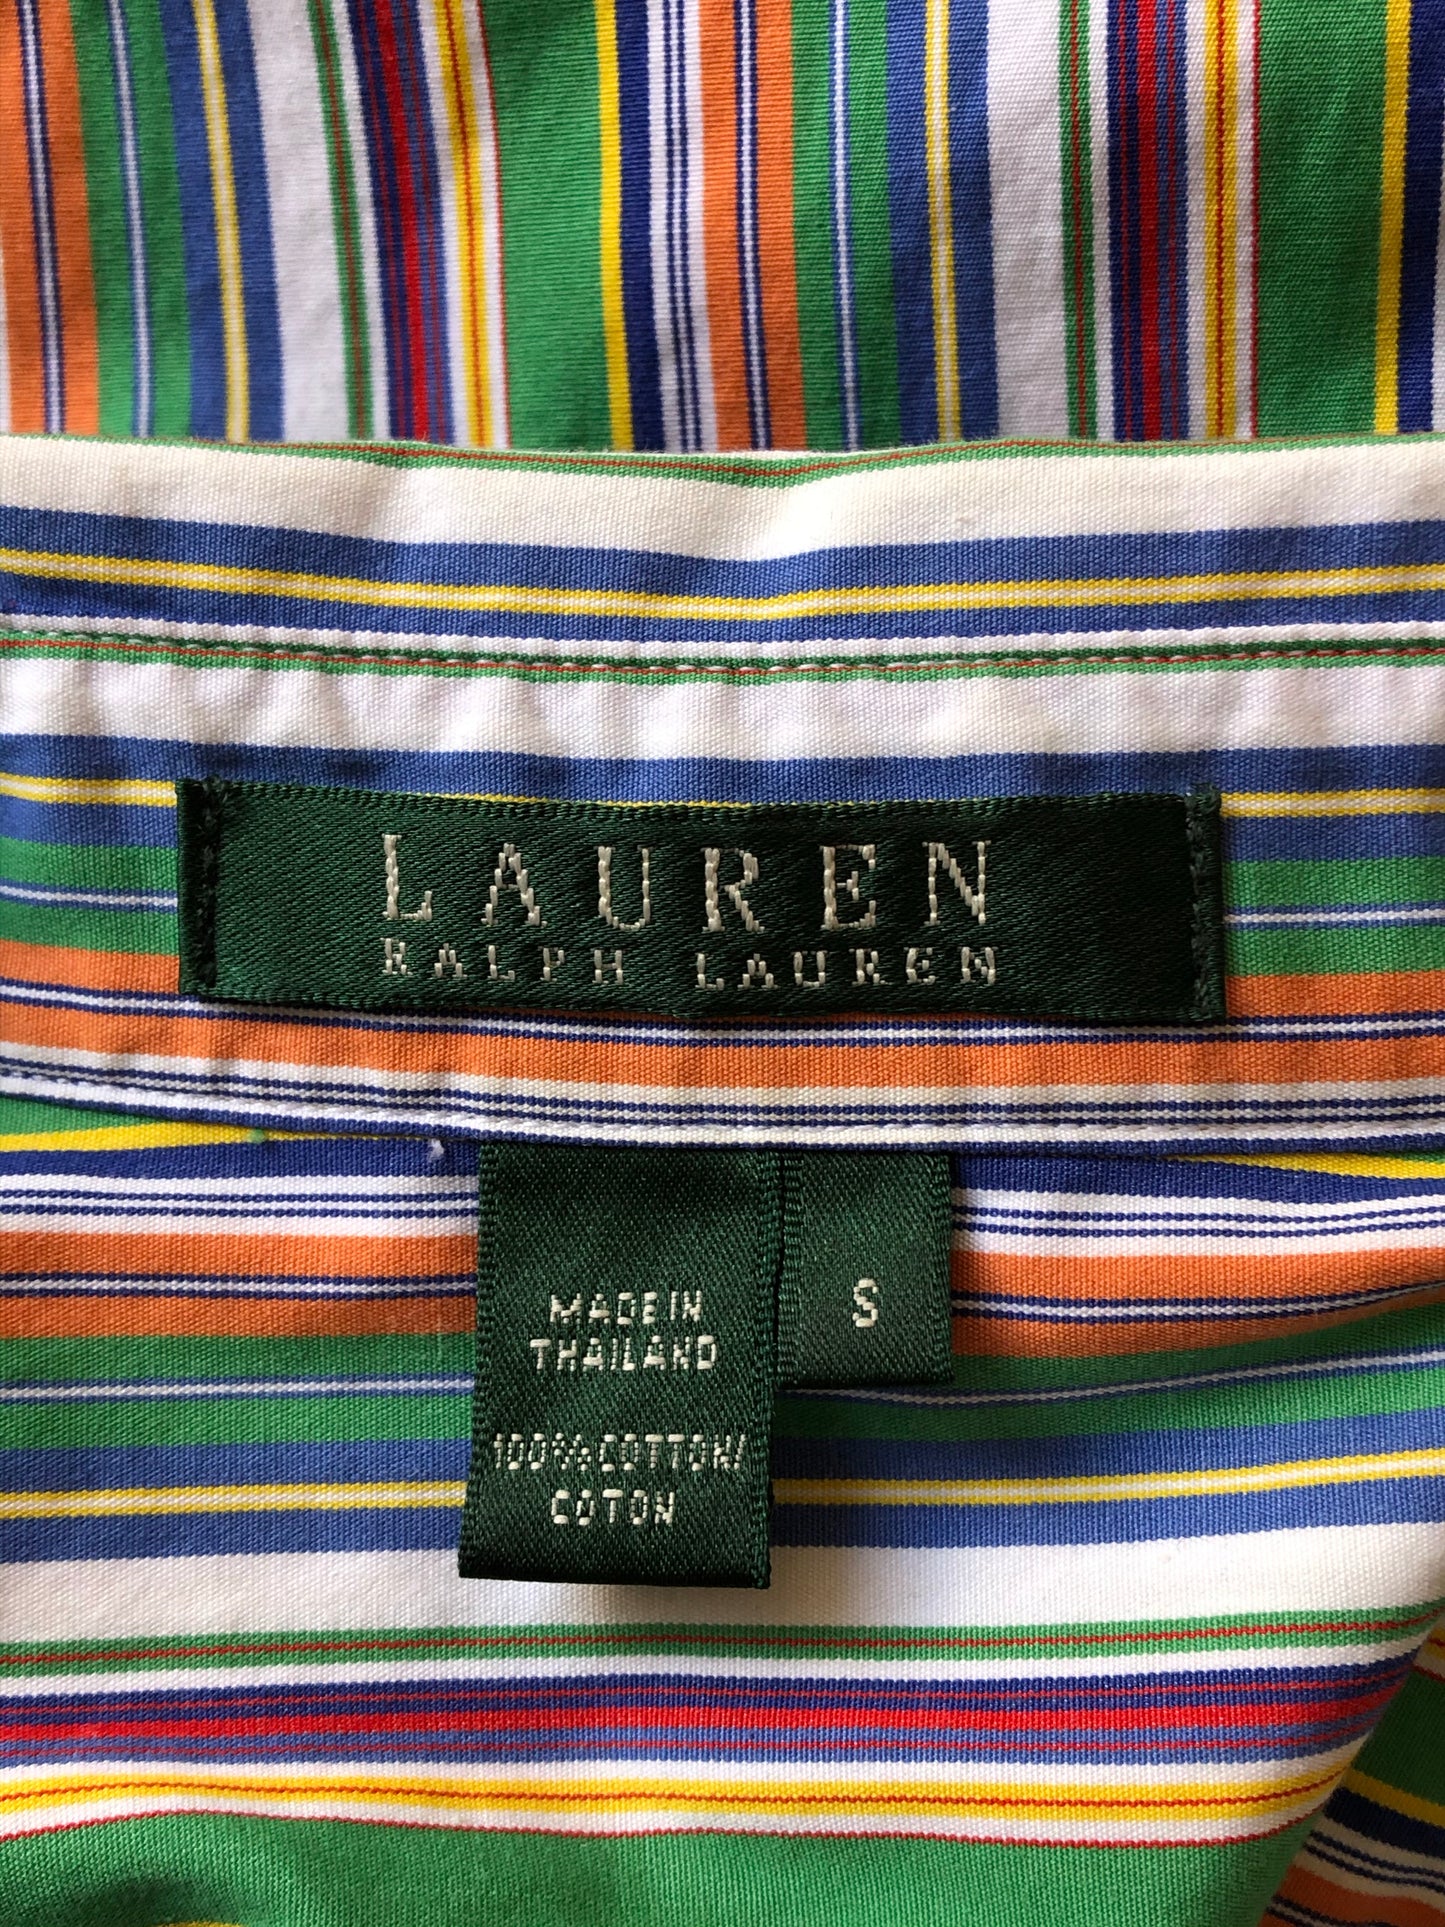 LAUREN
RALPH LAUREN
MADE IN
THAILAND
100% COTTON/
COTON
S